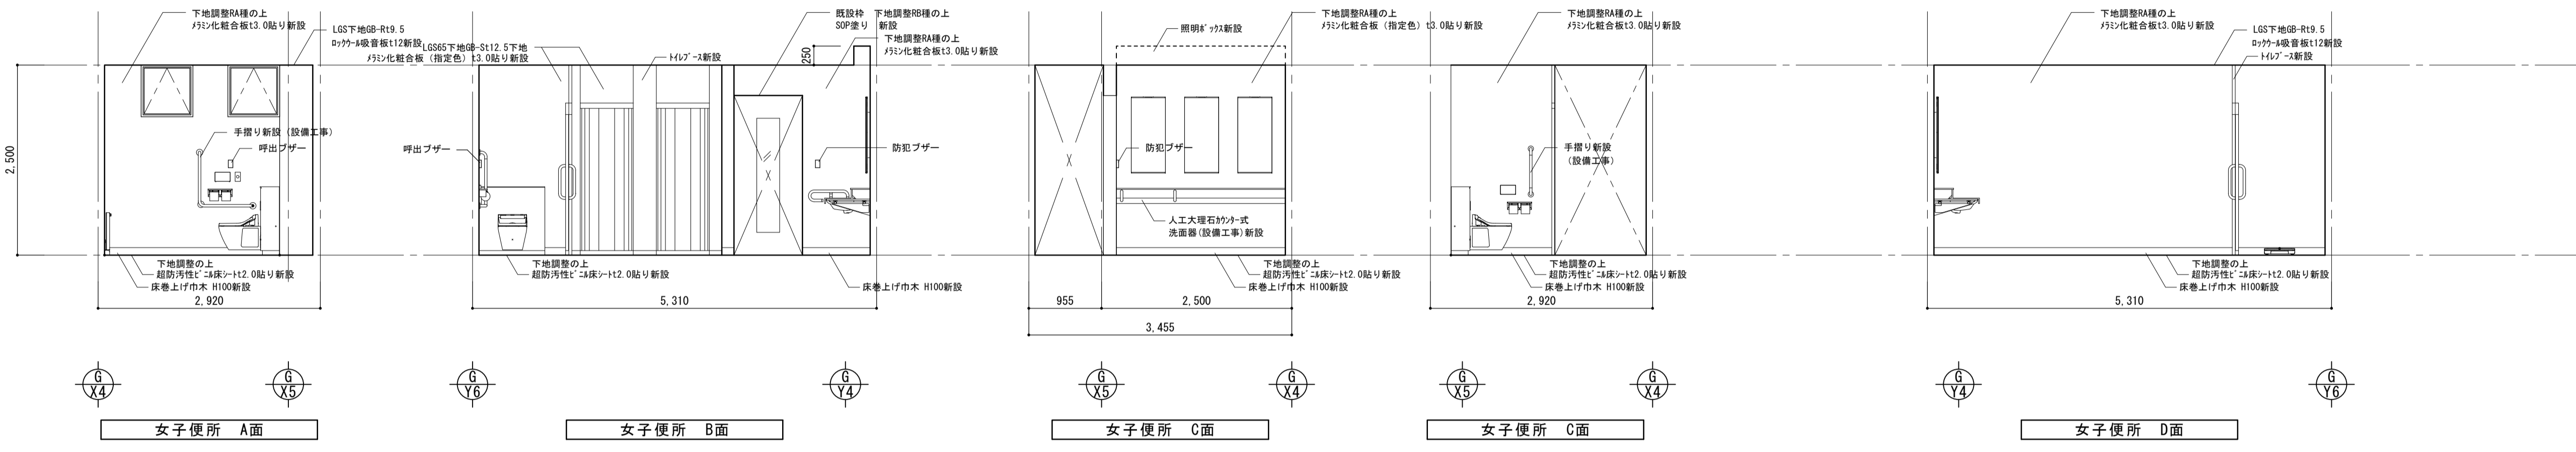 下地調整RA種の上
メラミン化粧合板t3.0貼り新設
LGS下地GB-Rt9.5
ロックウール吸音板t12新設
2,500
手摺り新設（設備工事）
呼出ブザー
下地調整の上
超防汚性ビニル床シートt2.0貼り新設
床巻上げ巾木 H100新設
2,920
G
X4
G
X5
女子便所 A面
LGS65下地GB-St12.5下地
メラミン化粧合板（指定色）t3.0貼り新設
トイレブース新設
既設枠 下地調整RB種の上
SOP塗り 新設
下地調整RA種の上
メラミン化粧合板t3.0貼り新設
250
呼出ブザー
防犯ブザー
下地調整の上
超防汚性ビニル床シートt2.0貼り新設
床巻上げ巾木 H100新設
5,310
G
Y6
G
Y4
女子便所 B面
照明ボックス新設
下地調整RA種の上
メラミン化粧合板（指定色）t3.0貼り新設
防犯ブザー
人工大理石カウンター式
洗面器(設備工事)新設
下地調整の上
超防汚性ビニル床シートt2.0貼り新設
床巻上げ巾木 H100新設
955
2,500
3,455
G
X5
G
X4
女子便所 C面
下地調整RA種の上
メラミン化粧合板t3.0貼り新設
手摺り新設
（設備工事）
下地調整の上
超防汚性ビニル床シートt2.0貼り新設
床巻上げ巾木 H100新設
2,920
G
X5
G
X4
女子便所 C面
下地調整RA種の上
メラミン化粧合板t3.0貼り新設
LGS下地GB-Rt9.5
ロックウール吸音板t12新設
トイレブース新設
下地調整の上
超防汚性ビニル床シートt2.0貼り新設
床巻上げ巾木 H100新設
5,310
G
Y4
G
Y6
女子便所 D面